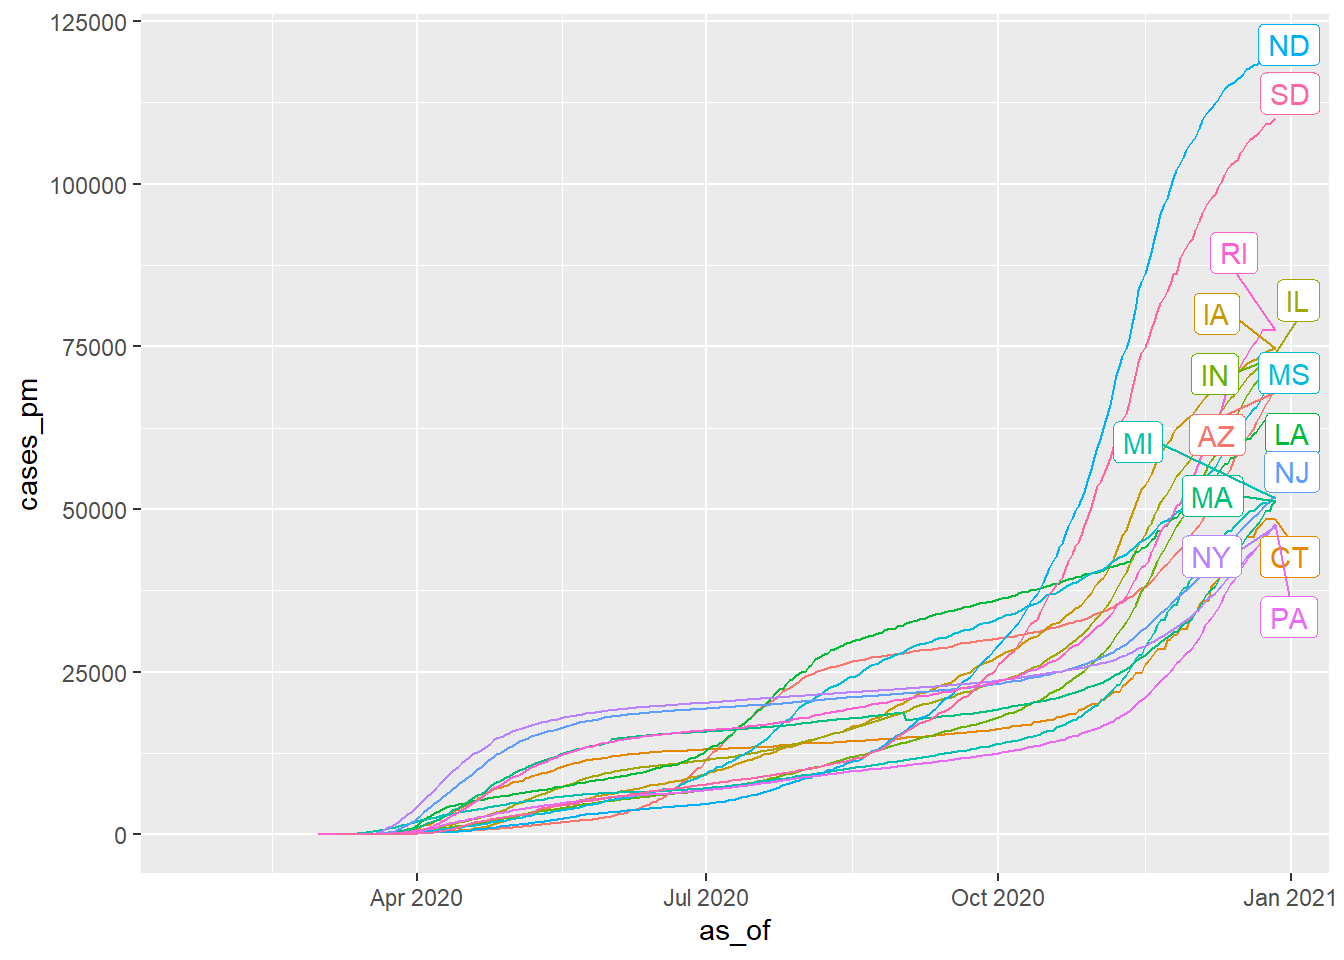 125000
100000
75000
50000
25000
0
cases_pm
ND
SD
RI
IL
IA
IN
MS
AZ
LA
MI
NJ
MA
NY
CT
PA
Apr 2020
Jul 2020
Oct 2020
Jan 2021
as_of